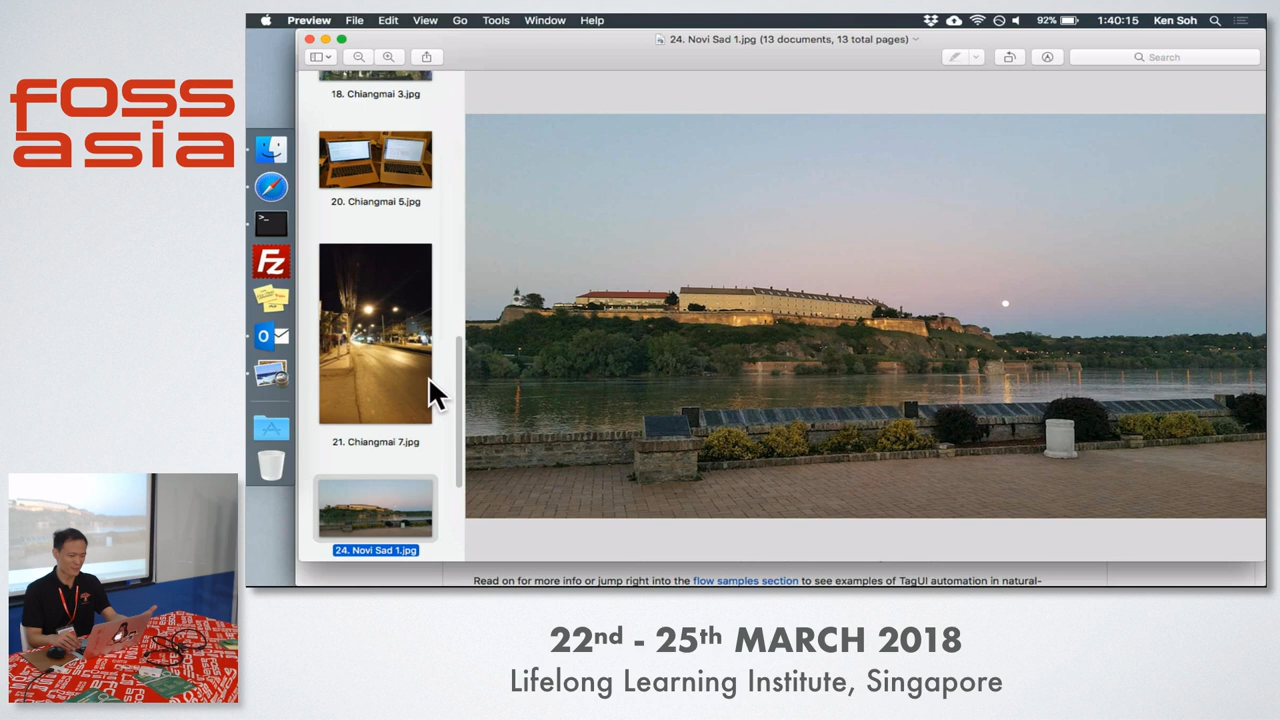 foss
asia
Preview File Edit View Go Tools Window Help
92% 1:40:15 Ken Soh
24. Novi Sad 1.jpg (13 documents, 13 total pages)
Search
18. Chiangmai 3.jpg
20. Chiangmai 5.jpg
21. Chiangmai 7.jpg
24. Novi Sad 1.jpg
Read on for more info or jump right into the flow samples section to see examples of TagUI automation in natural-
22nd - 25th MARCH 2018
Lifelong Learning Institute, Singapore